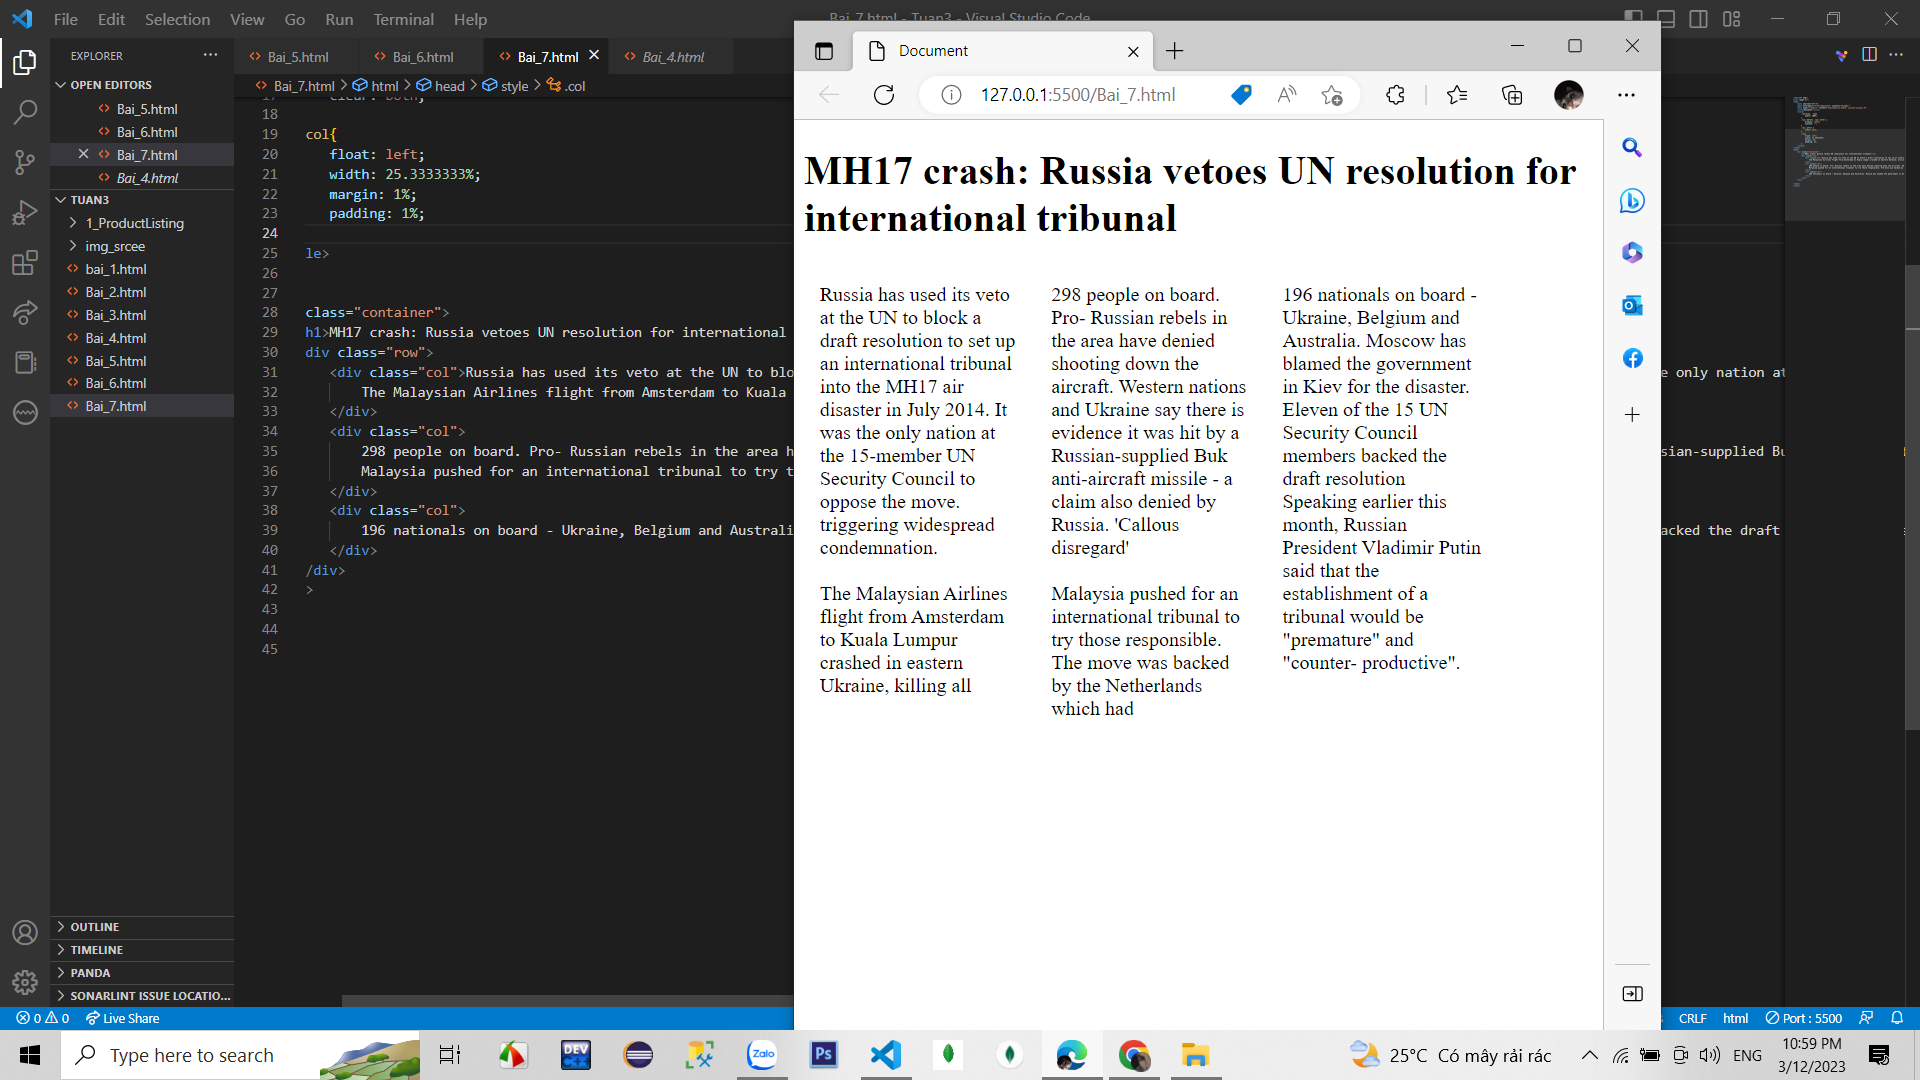 File Edit Selection View Go Run Terminal Help
Bai_7.html - Tuan3 - Visual Studio Code
EXPLORER
OPEN EDITORS
Bai_5.html
Bai_6.html
Bai_7.html
Bai_4.html
TUAN3
1_ProductListing
img_srcee
bai_1.html
Bai_2.html
Bai_3.html
Bai_4.html
Bai_5.html
Bai_6.html
Bai_7.html
OUTLINE
TIMELINE
PANDA
SONARLINT ISSUE LOCATIO...
Bai_5.html Bai_6.html Bai_7.html Bai_4.html
Bai_7.html > html > head > style > .col
17 clear: both;
18
19 col{
20 float: left;
21 width: 25.3333333%;
22 margin: 1%;
23 padding: 1%;
24
25 le>
26
27
28 class="container">
29 h1>MH17 crash: Russia vetoes UN resolution for international
30 div class="row">
31 <div class="col">Russia has used its veto at the UN to blo
e only nation at
32 The Malaysian Airlines flight from Amsterdam to Kuala
33 </div>
34 <div class="col">
35 298 people on board. Pro- Russian rebels in the area h
sian-supplied Bu
36 Malaysia pushed for an international tribunal to try t
37 </div>
38 <div class="col">
39 196 nationals on board - Ukraine, Belgium and Australi
acked the draft
40 </div>
41 /div>
42 >
43
44
45
Document
127.0.0.1:5500/Bai_7.html
MH17 crash: Russia vetoes UN resolution for
international tribunal
Russia has used its veto
at the UN to block a
draft resolution to set up
an international tribunal
into the MH17 air
disaster in July 2014. It
was the only nation at
the 15-member UN
Security Council to
oppose the move.
triggering widespread
condemnation.
The Malaysian Airlines
flight from Amsterdam
to Kuala Lumpur
crashed in eastern
Ukraine, killing all
298 people on board.
Pro- Russian rebels in
the area have denied
shooting down the
aircraft. Western nations
and Ukraine say there is
evidence it was hit by a
Russian-supplied Buk
anti-aircraft missile - a
claim also denied by
Russia. 'Callous
disregard'
Malaysia pushed for an
international tribunal to
try those responsible.
The move was backed
by the Netherlands
which had
196 nationals on board -
Ukraine, Belgium and
Australia. Moscow has
blamed the government
in Kiev for the disaster.
Eleven of the 15 UN
Security Council
members backed the
draft resolution
Speaking earlier this
month, Russian
President Vladimir Putin
said that the
establishment of a
tribunal would be
"premature" and
"counter- productive".
0 0 Live Share
CRLF html Port : 5500
Type here to search
DEV C++
Zalo
Ps
25°C Có mây rải rác
ENG
10:59 PM
3/12/2023